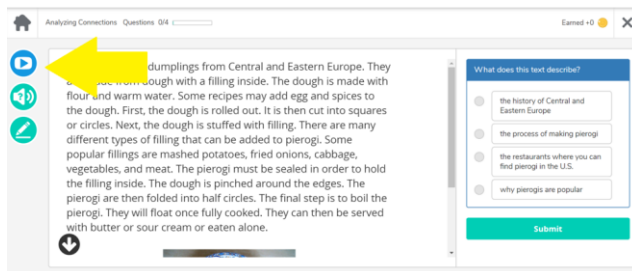 Analyzing Connections Questions 0/4
Earned +0
dumplings from Central and Eastern Europe. They
dough with a filling inside. The dough is made with
flour and warm water. Some recipes may add egg and spices to
the dough. First, the dough is rolled out. It is then cut into squares
or circles. Next, the dough is stuffed with filling. There are many
different types of filling that can be added to pierogi. Some
popular fillings are mashed potatoes, fried onions, cabbage,
vegetables, and meat. The pierogi must be sealed in order to hold
the filling inside. The dough is pinched around the edges. The
pierogi are then folded into half circles. The final step is to boil the
pierogi. They will float once fully cooked. They can then be served
with butter or sour cream or eaten alone.
What does this text describe?
the history of Central and
Eastern Europe
the process of making pierogi
the restaurants where you can
find pierogi in the U.S.
why pierogis are popular
Submit